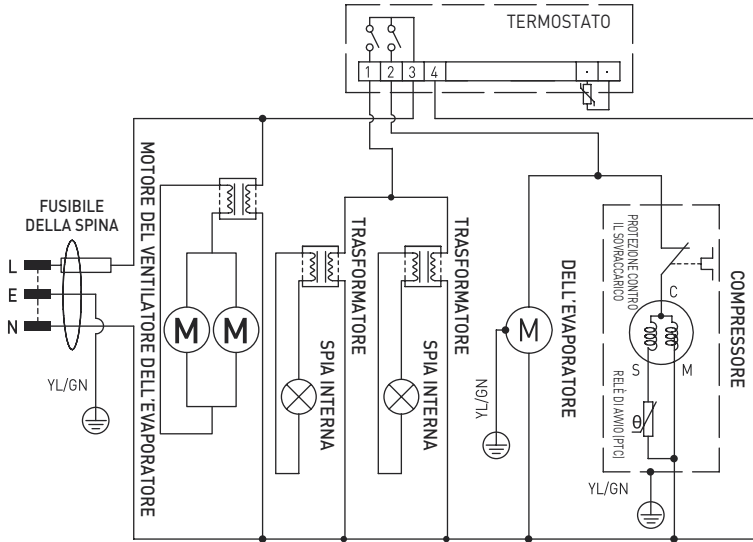 TERMOSTATO
1 2 3 4
FUSIBILE
DELLA SPINA
L
E
N
YL/GN
MOTORE DEL VENTILATORE DELL'EVAPORATORE
M M
TRASFORMATORE
SPIA INTERNA
TRASFORMATORE
SPIA INTERNA
M
YL/GN
DELL'EVAPORATORE
PROTEZIONE CONTRO
IL SOVRACCARICO
C
S M
RELÈ DI AVVIO (PTC)
θ
YL/GN
COMPRESSORE